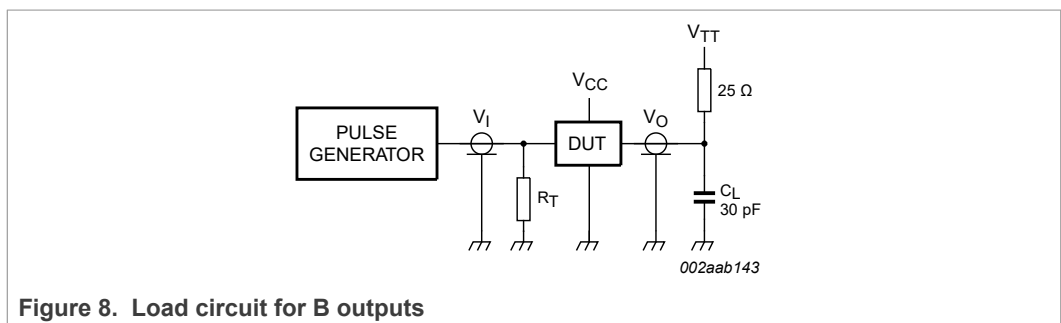 V_TT
25 Ω
V_CC
V_I
V_O
PULSE
GENERATOR
DUT
R_T
C_L
30 pF
002aab143
Figure 8. Load circuit for B outputs